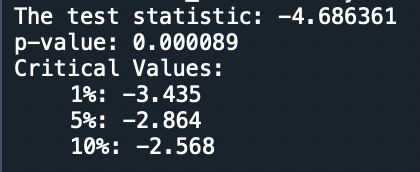 The test statistic: -4.686361
p-value: 0.000089
Critical Values:
1%: -3.435
5%: -2.864
10%: -2.568